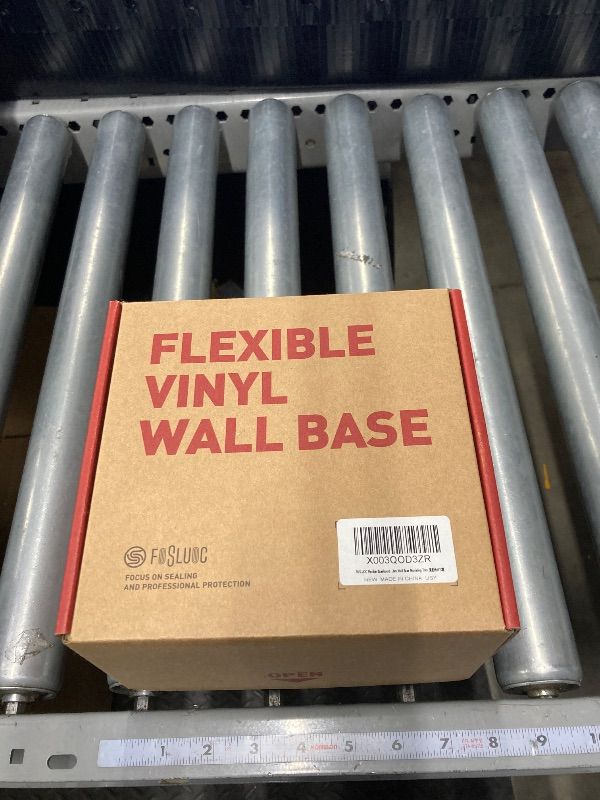 FLEXIBLE
VINYL
WALL BASE
FOSLUOC
FOCUS ON SEALING
AND PROFESSIONAL PROTECTION
X003QOD3ZR
NEW MADE IN CHINA
OPEN
1 2 3 4 5 6 7 8 9 10